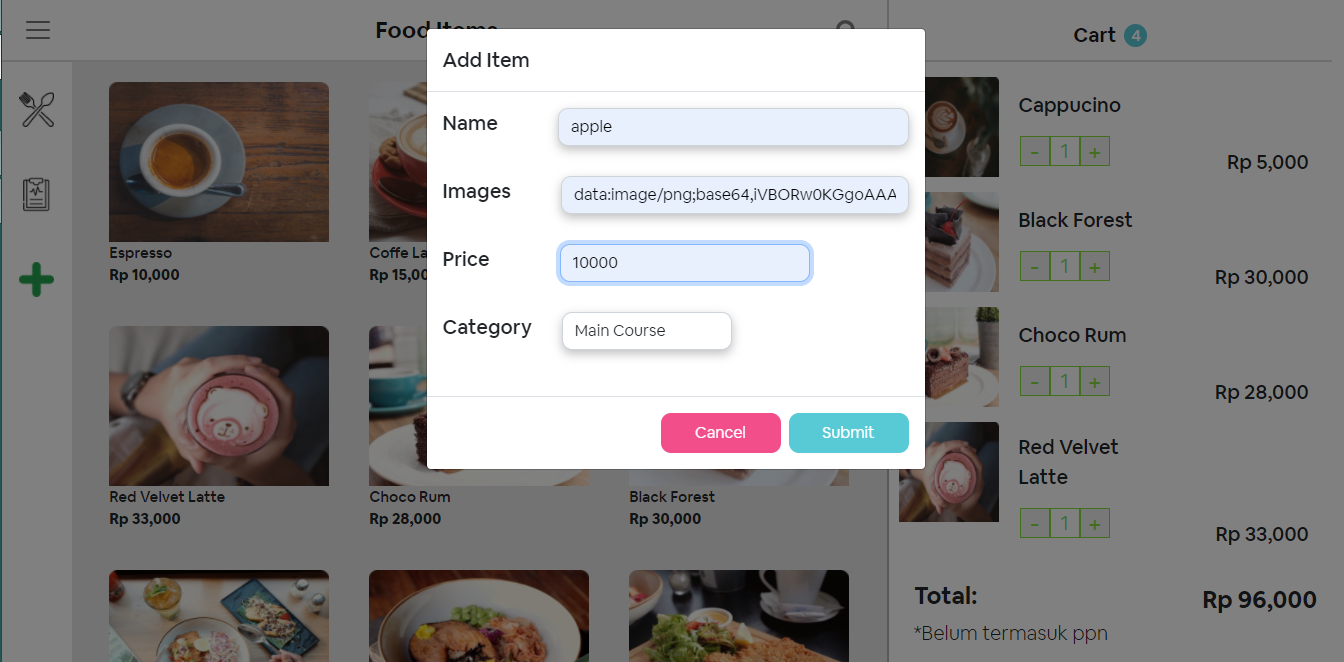 Food Items
Cart 4
Add Item
Name
apple
Images
data:image/png;base64,iVBORw0KGgoAAA
Price
10000
Category
Main Course
Cancel
Submit
Espresso
Rp 10,000
Coffe La
Rp 15,00
Red Velvet Latte
Rp 33,000
Choco Rum
Rp 28,000
Black Forest
Rp 30,000
Cappucino
- 1 +
Rp 5,000
Black Forest
- 1 +
Rp 30,000
Choco Rum
- 1 +
Rp 28,000
Red Velvet
Latte
- 1 +
Rp 33,000
Total:
Rp 96,000
*Belum termasuk ppn